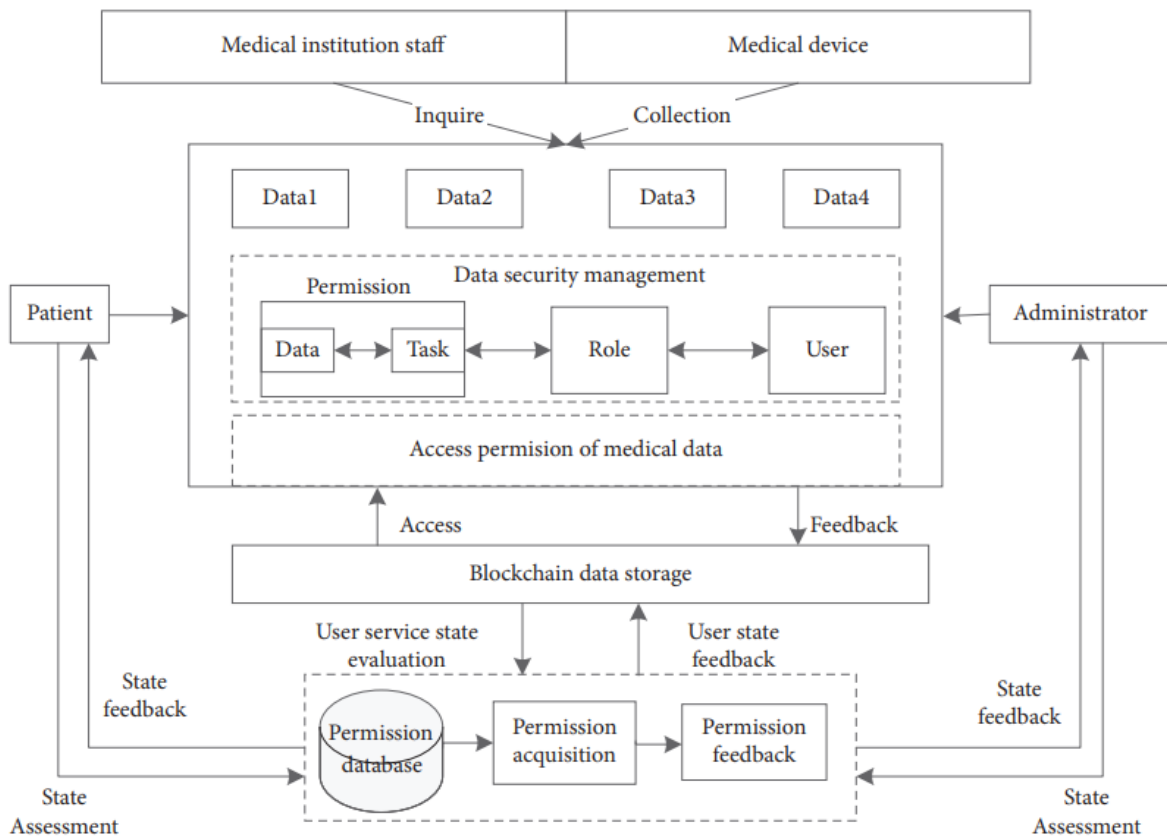 Medical institution staff
Medical device
Inquire
Collection
Data1
Data2
Data3
Data4
Data security management
Permission
Patient
Administrator
Data
Task
Role
User
Access permision of medical data
Access
Feedback
Blockchain data storage
User service state
evaluation
User state
feedback
State
feedback
State
feedback
Permission
database
Permission
acquisition
Permission
feedback
State
Assessment
State
Assessment